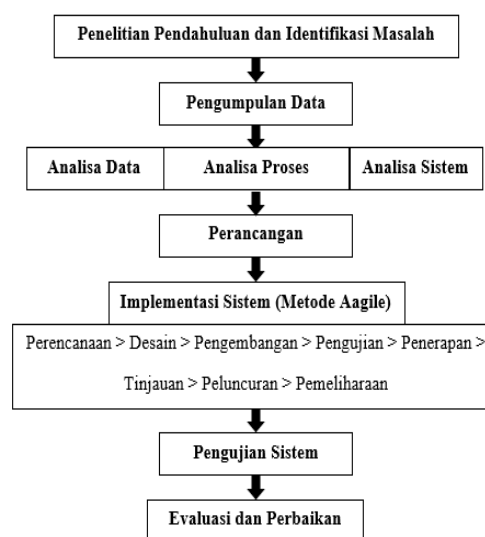 Penelitian Pendahuluan dan Identifikasi Masalah
Pengumpulan Data
Analisa Data Analisa Proses Analisa Sistem
Perancangan
Implementasi Sistem (Metode Aagile)
Perencanaan > Desain > Pengembangan > Pengujian > Penerapan >
Tinjauan > Peluncuran > Pemeliharaan
Pengujian Sistem
Evaluasi dan Perbaikan